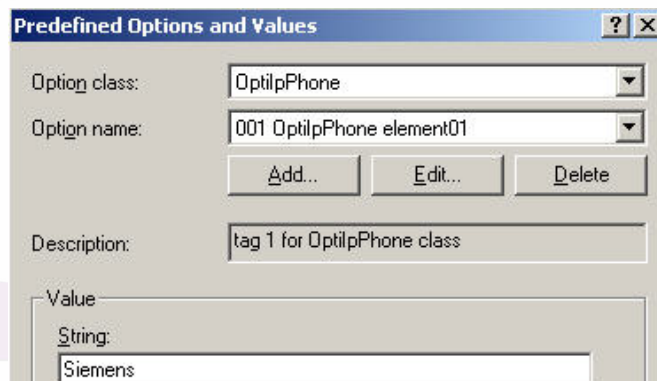 Predefined Options and Values
Option class: OptiIpPhone
Option name: 001 OptiIpPhone element01
Add... Edit... Delete
Description: tag 1 for OptiIpPhone class
Value
String:
Siemens